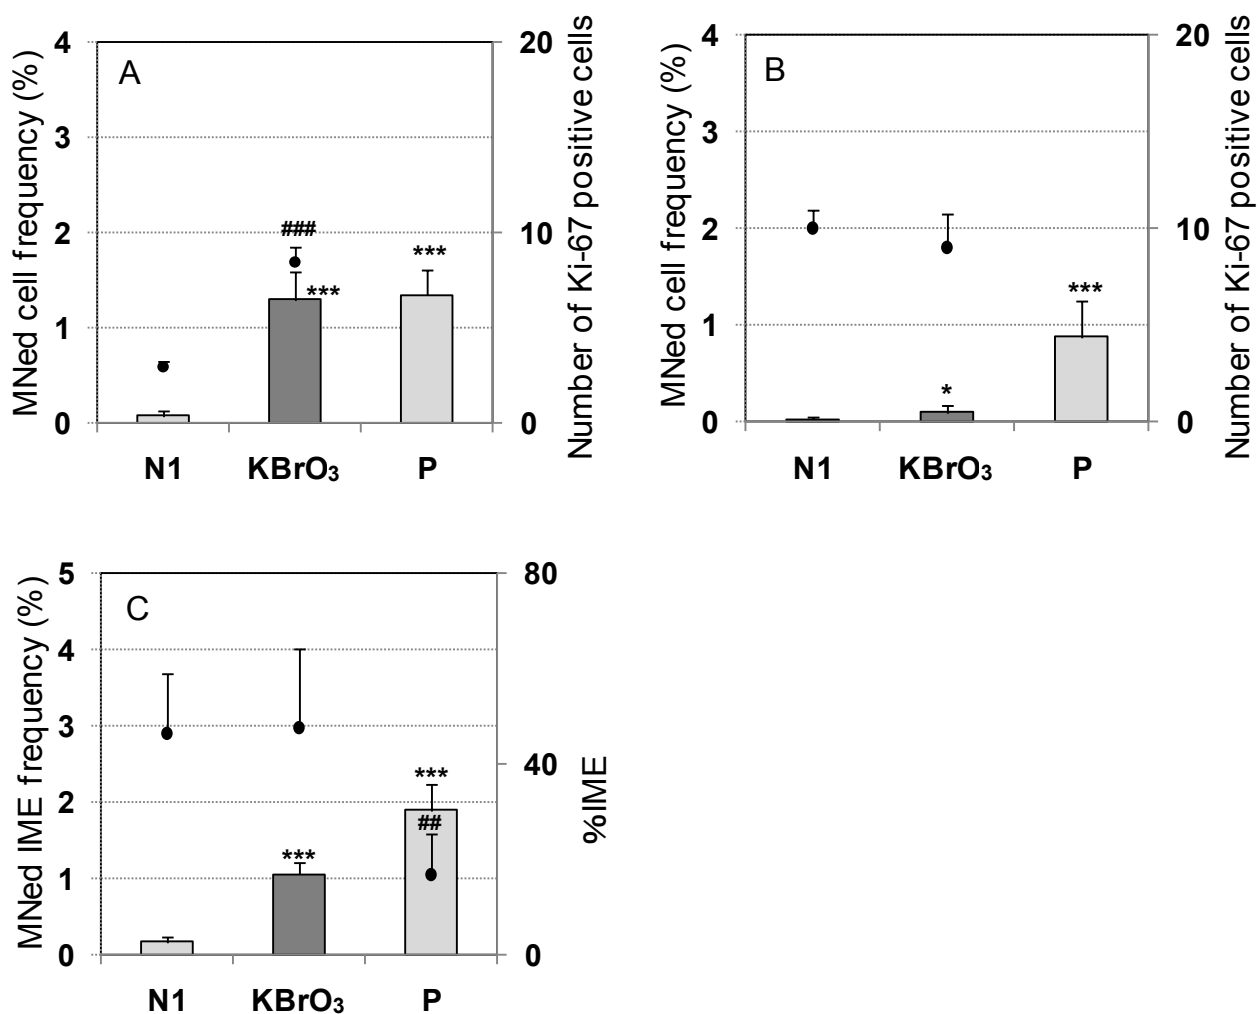 MNed cell frequency (%)
4
3
2
1
0
A
###
***
***
20
10
0
Number of Ki-67 positive cells
N1 KBrO₃ P
MNed cell frequency (%)
4
3
2
1
0
B
*
***
20
10
0
Number of Ki-67 positive cells
N1 KBrO₃ P
MNed IME frequency (%)
5
4
3
2
1
0
C
***
***
##
80
40
0
%IME
N1 KBrO₃ P